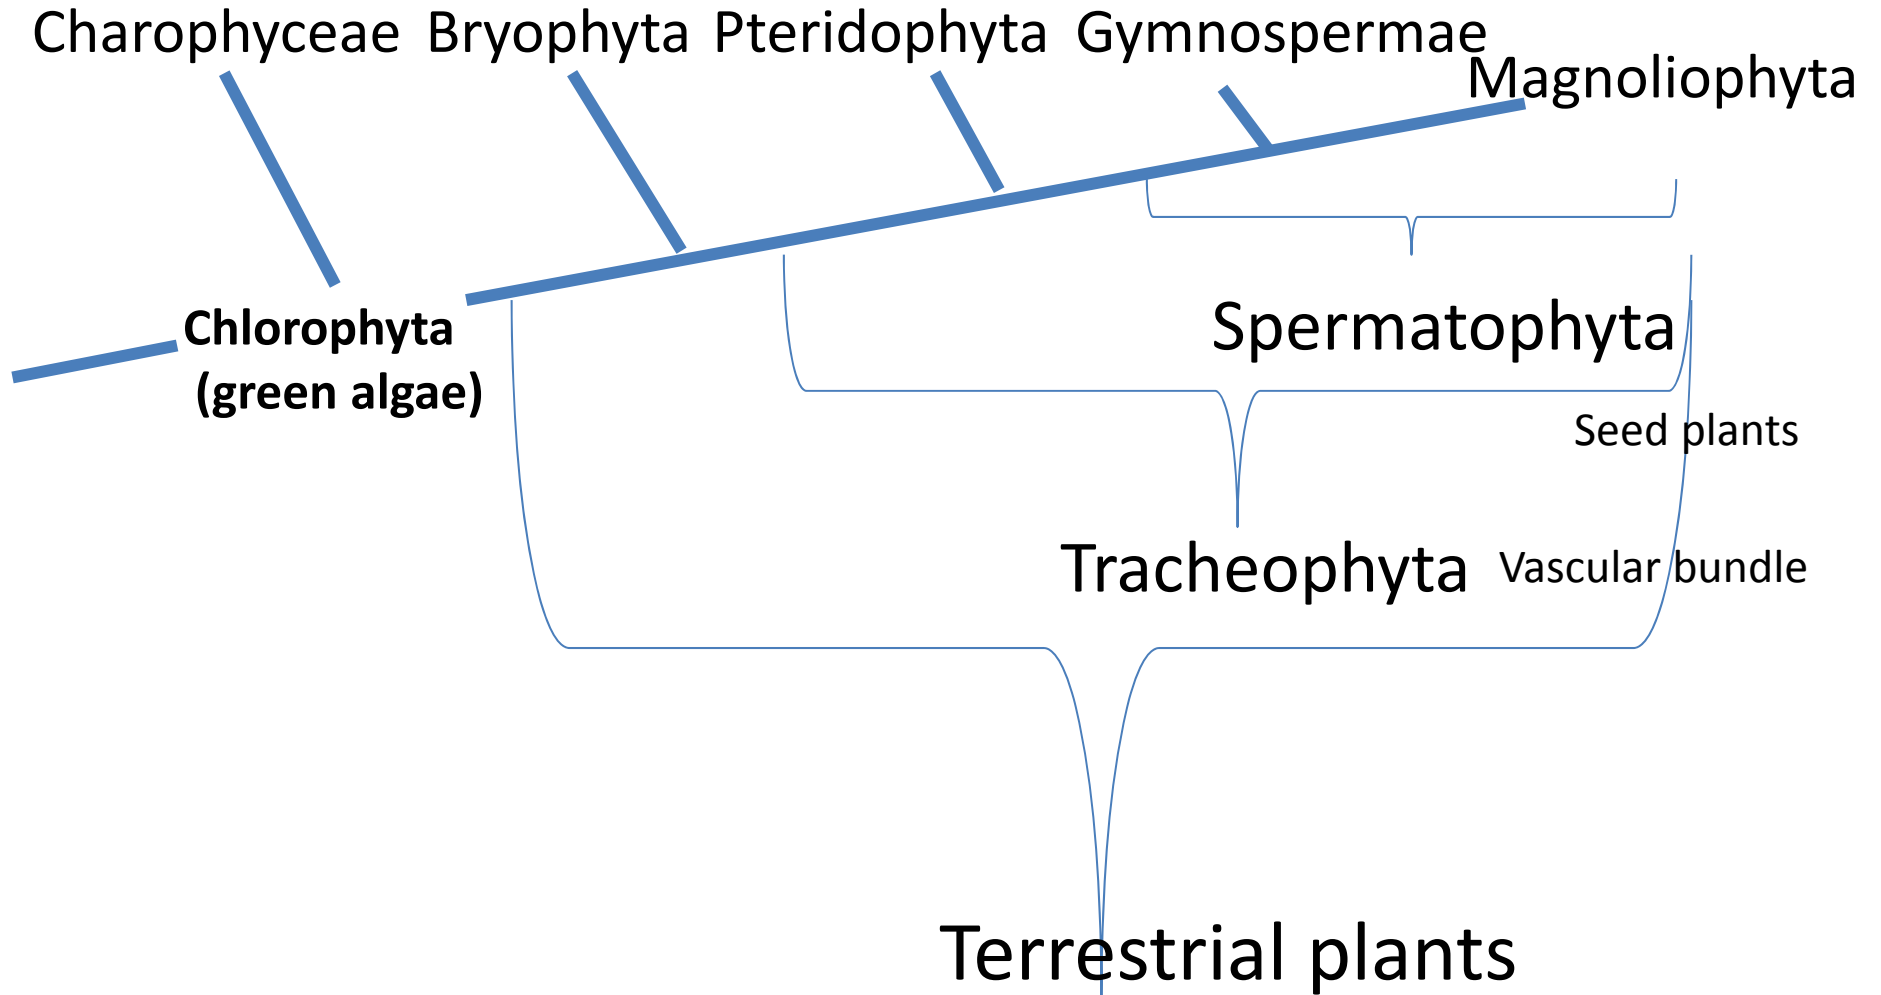 Charophyceae Bryophyta Pteridophyta Gymnospermae
Magnoliophyta
Chlorophyta
(green algae)
Spermatophyta
Seed plants
Tracheophyta Vascular bundle
Terrestrial plants